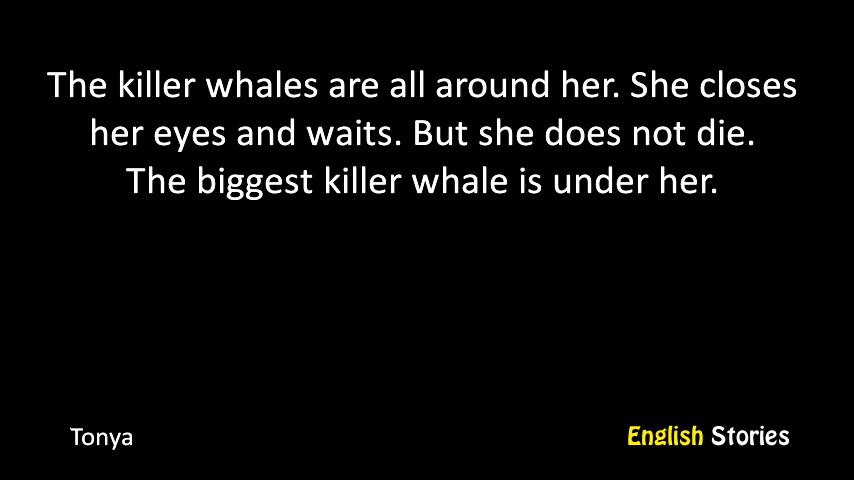 The killer whales are all around her. She closes
her eyes and waits. But she does not die.
The biggest killer whale is under her.
Tonya
English Stories